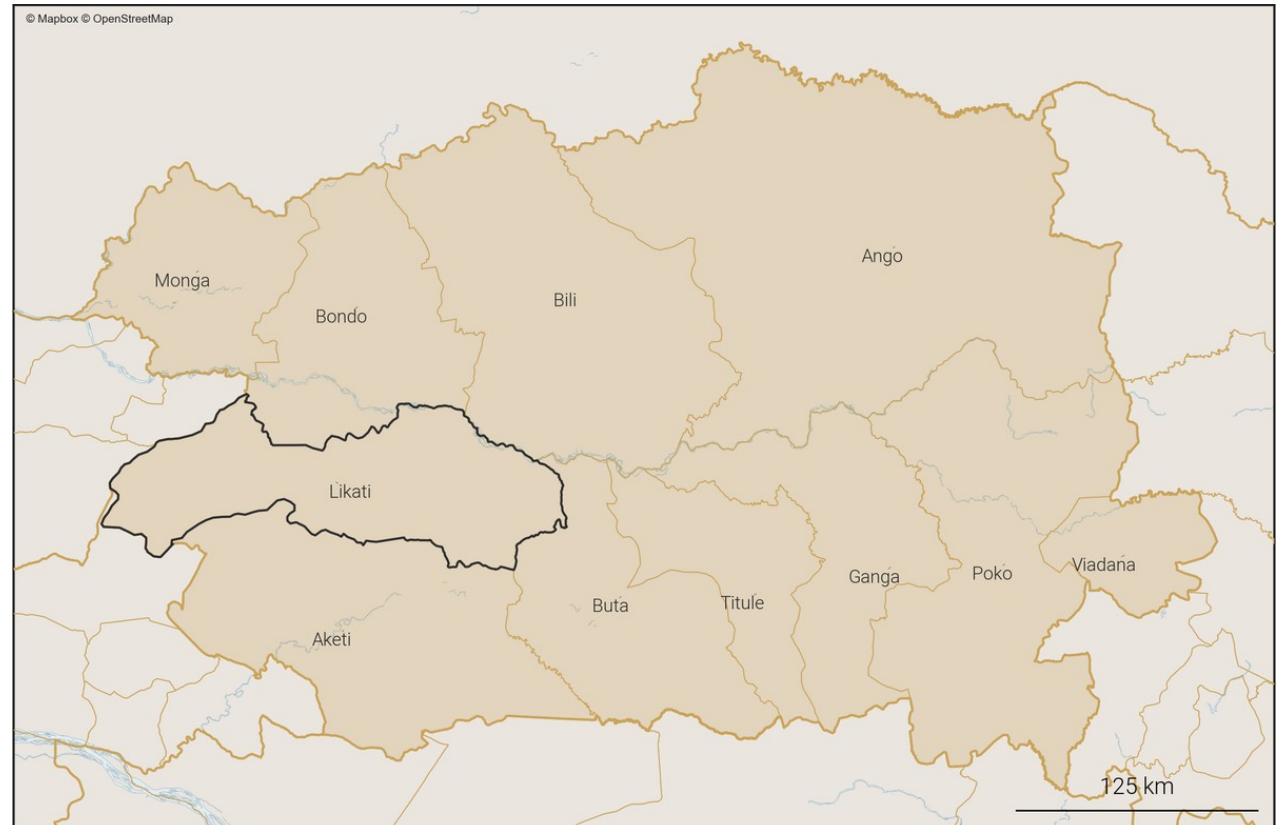 © Mapbox © OpenStreetMap
Ango
Monga
Bili
Bondo
Likati
Viadana
Poko
Ganga
Titule
Buta
Aketi
125 km